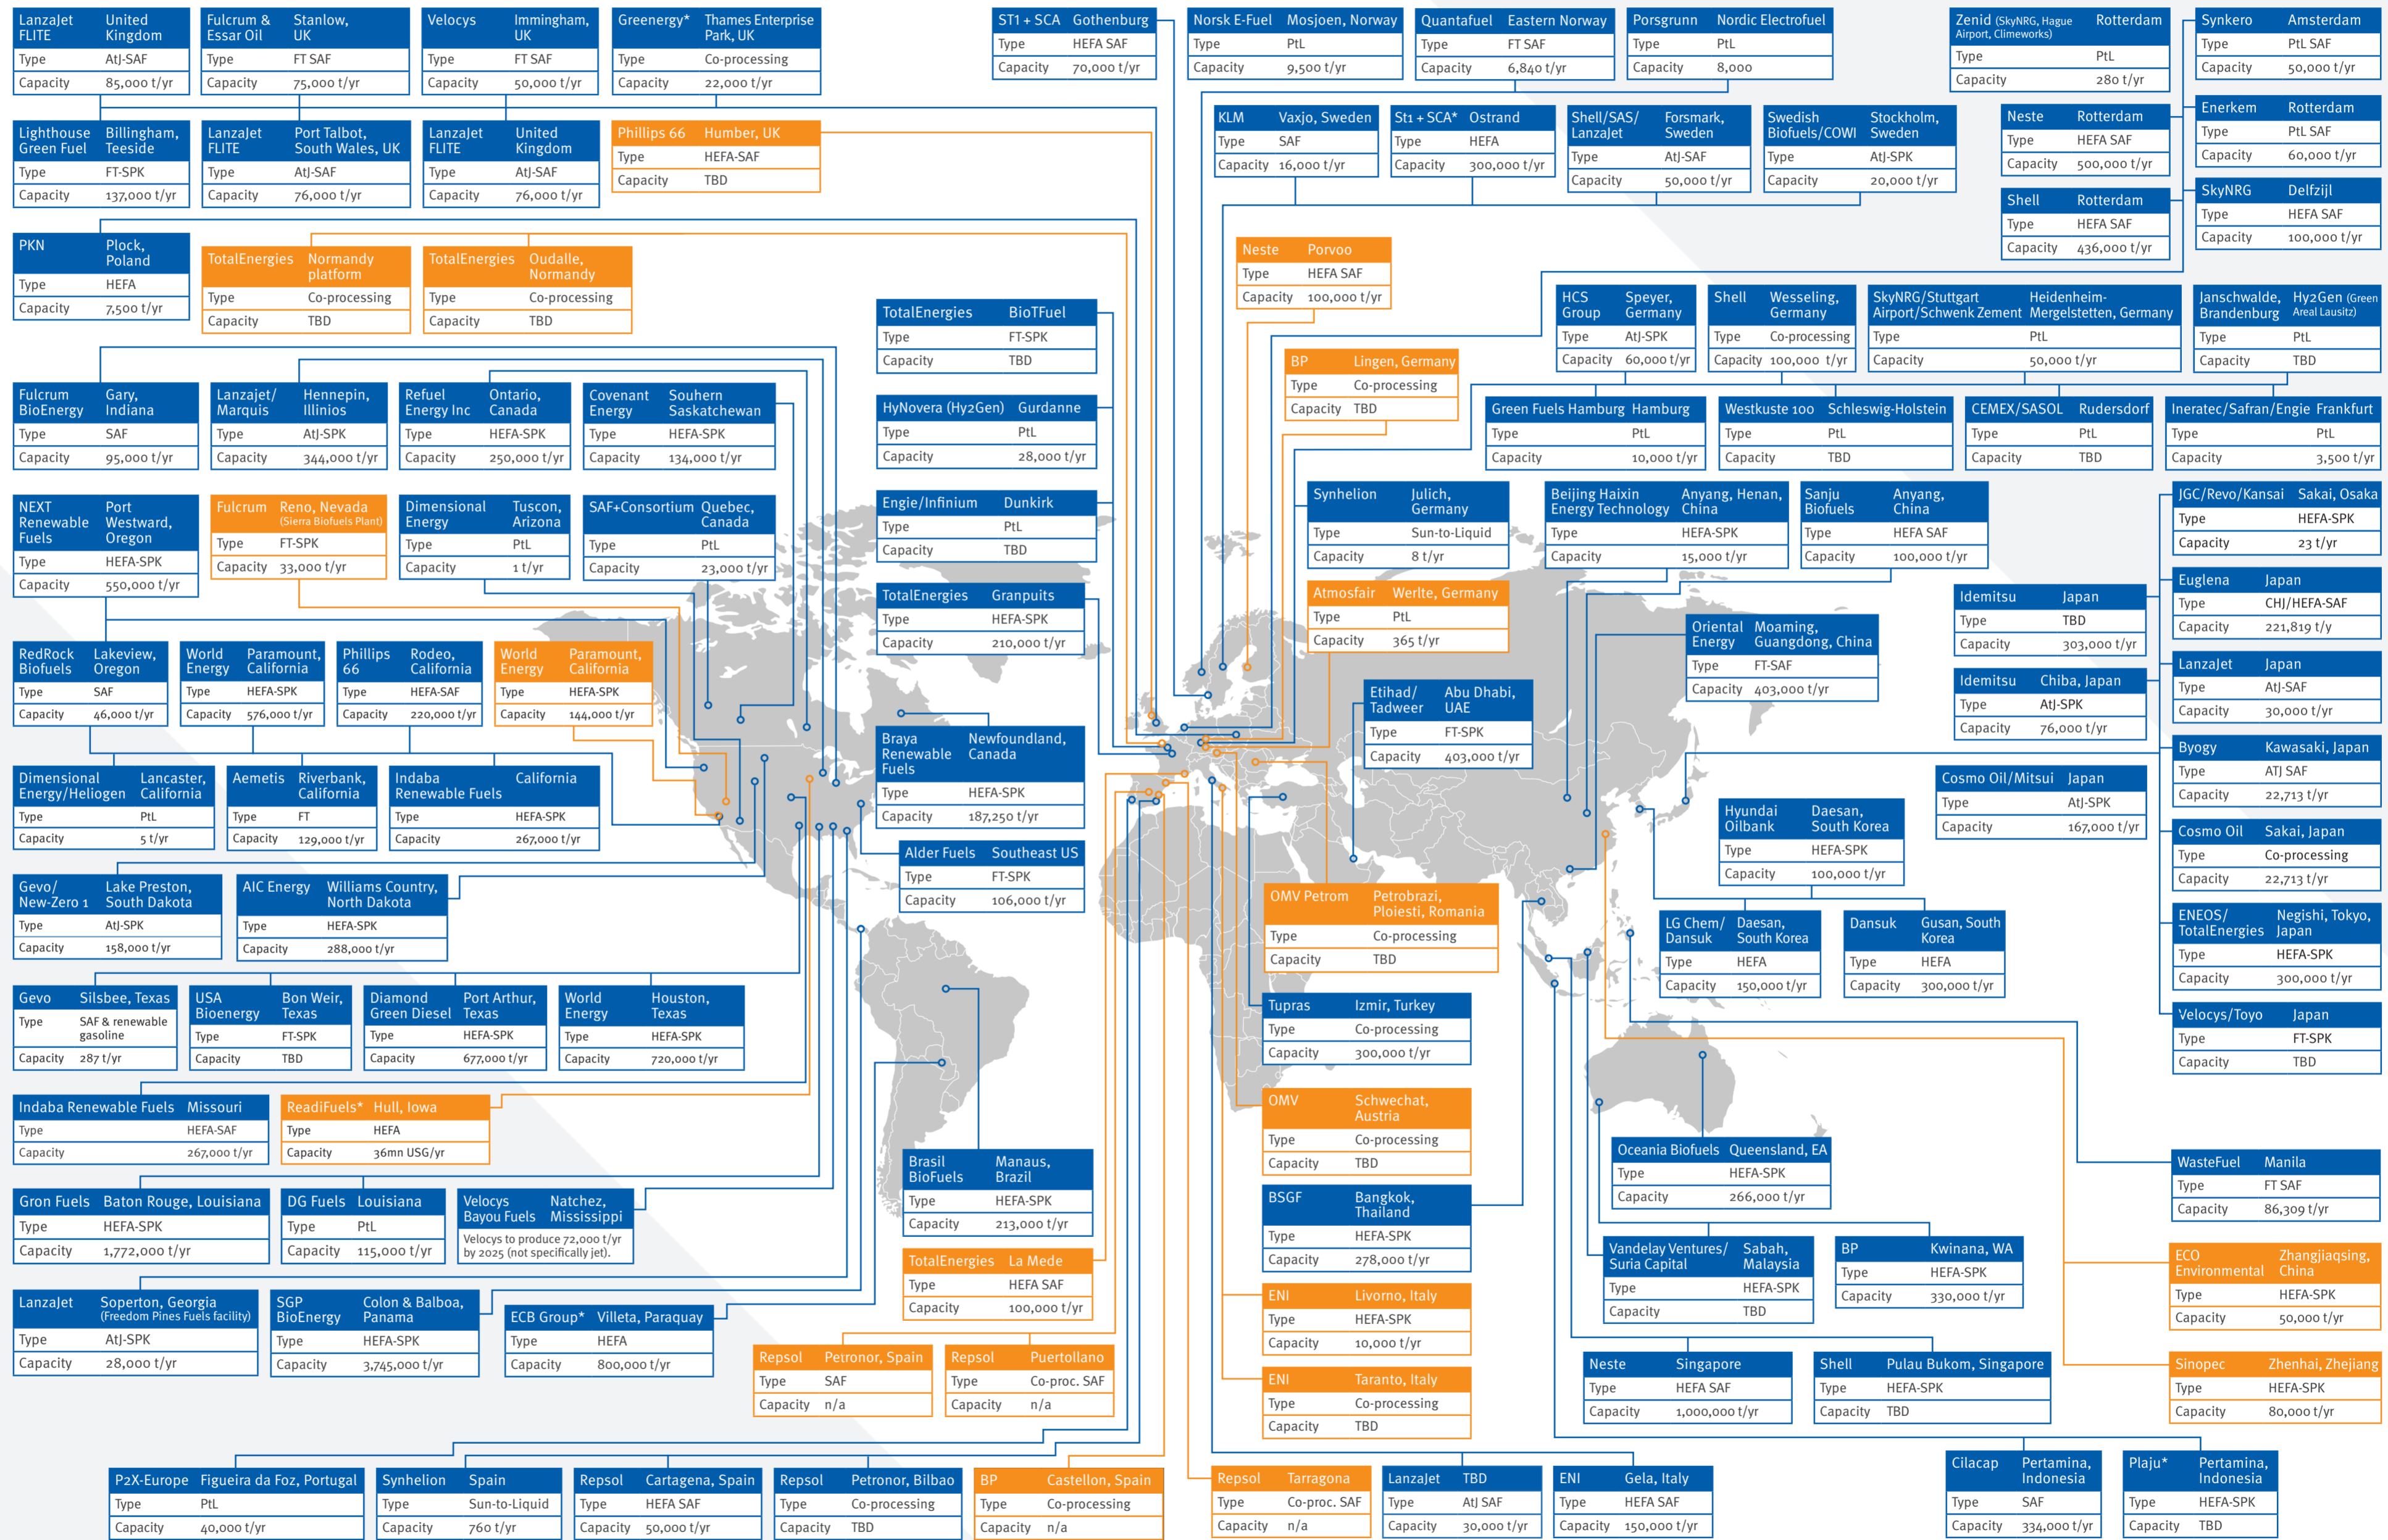 LanzaJet FLITE United Kingdom
Type AtJ-SAF
Capacity 85,000 t/yr
Fulcrum & Essar Oil Stanlow, UK
Type FT SAF
Capacity 75,000 t/yr
Velocys Immingham, UK
Type FT SAF
Capacity 50,000 t/yr
Greenergy* Thames Enterprise Park, UK
Type Co-processing
Capacity 22,000 t/yr
ST1 + SCA Gothenburg
Type HEFA SAF
Capacity 70,000 t/yr
Norsk E-Fuel Mosjoen, Norway
Type PtL
Capacity 9,500 t/yr
Quantafuel Eastern Norway
Type FT SAF
Capacity 6,840 t/yr
Porsgrunn Nordic Electrofuel
Type PtL
Capacity 8,000
Zenid (SkyNRG, Hague Airport, Climeworks) Rotterdam
Type PtL
Capacity 280 t/yr
Synkero Amsterdam
Type PtL SAF
Capacity 50,000 t/yr
Lighthouse Green Fuel Billingham, Teeside
Type FT-SPK
Capacity 137,000 t/yr
LanzaJet FLITE Port Talbot, South Wales, UK
Type AtJ-SAF
Capacity 76,000 t/yr
LanzaJet FLITE United Kingdom
Type AtJ-SAF
Capacity 76,000 t/yr
Phillips 66 Humber, UK
Type HEFA-SAF
Capacity TBD
KLM Vaxjo, Sweden
Type SAF
Capacity 16,000 t/yr
St1 + SCA* Ostrand
Type HEFA
Capacity 300,000 t/yr
Shell/SAS/ LanzaJet Forsmark, Sweden
Type AtJ-SAF
Capacity 50,000 t/yr
Swedish Biofuels/COWI Stockholm, Sweden
Type AtJ-SPK
Capacity 20,000 t/yr
Neste Rotterdam
Type HEFA SAF
Capacity 500,000 t/yr
Enerkem Rotterdam
Type PtL SAF
Capacity 60,000 t/yr
Shell Rotterdam
Type HEFA SAF
Capacity 436,000 t/yr
SkyNRG Delfzijl
Type HEFA SAF
Capacity 100,000 t/yr
PKN Plock, Poland
Type HEFA
Capacity 7,500 t/yr
TotalEnergies Normandy platform
Type Co-processing
Capacity TBD
TotalEnergies Oudalle, Normandy
Type Co-processing
Capacity TBD
Neste Porvoo
Type HEFA SAF
Capacity 100,000 t/yr
TotalEnergies BioTFuel
Type FT-SPK
Capacity TBD
HCS Group Speyer, Germany
Type AtJ-SPK
Capacity 60,000 t/yr
Shell Wesseling, Germany
Type Co-processing
Capacity 100,000 t/yr
SkyNRG/Stuttgart Airport/Schwenk Zement Heidenheim-Mergelstetten, Germany
Type PtL
Capacity 50,000 t/yr
Janschwalde, Brandenburg Hy2Gen (Green Areal Lausitz)
Type PtL
Capacity TBD
BP Lingen, Germany
Type Co-processing
Capacity TBD
Fulcrum BioEnergy Gary, Indiana
Type SAF
Capacity 95,000 t/yr
Lanzajet/ Marquis Hennepin, Illinios
Type AtJ-SPK
Capacity 344,000 t/yr
Refuel Energy Inc Ontario, Canada
Type HEFA-SPK
Capacity 250,000 t/yr
Covenant Energy Souhern Saskatchewan
Type HEFA-SPK
Capacity 134,000 t/yr
HyNovera (Hy2Gen) Gurdanne
Type PtL
Capacity 28,000 t/yr
Green Fuels Hamburg Hamburg
Type PtL
Capacity 10,000 t/yr
Westkuste 100 Schleswig-Holstein
Type PtL
Capacity TBD
CEMEX/SASOL Rudersdorf
Type PtL
Capacity TBD
Ineratec/Safran/Engie Frankfurt
Type PtL
Capacity 3,500 t/yr
NEXT Renewable Fuels Port Westward, Oregon
Type HEFA-SPK
Capacity 550,000 t/yr
Fulcrum Reno, Nevada (Sierra Biofuels Plant)
Type FT-SPK
Capacity 33,000 t/yr
Dimensional Energy Tuscon, Arizona
Type PtL
Capacity 1 t/yr
SAF+Consortium Quebec, Canada
Type PtL
Capacity 23,000 t/yr
Engie/Infinium Dunkirk
Type PtL
Capacity TBD
Synhelion Julich, Germany
Type Sun-to-Liquid
Capacity 8 t/yr
Beijing Haixin Energy Technology Anyang, Henan, China
Type HEFA-SPK
Capacity 15,000 t/yr
Sanju Biofuels Anyang, China
Type HEFA SAF
Capacity 100,000 t/yr
JGC/Revo/Kansai Sakai, Osaka
Type HEFA-SPK
Capacity 23 t/yr
TotalEnergies Granpuits
Type HEFA-SPK
Capacity 210,000 t/yr
Atmosfair Werlte, Germany
Type PtL
Capacity 365 t/yr
Idemitsu Japan
Type TBD
Capacity 303,000 t/yr
Euglena Japan
Type CHJ/HEFA-SAF
Capacity 221,819 t/y
Oriental Energy Moaming, Guangdong, China
Type FT-SAF
Capacity 403,000 t/yr
RedRock Biofuels Lakeview, Oregon
Type SAF
Capacity 46,000 t/yr
World Energy Paramount, California
Type HEFA-SPK
Capacity 576,000 t/yr
Phillips 66 Rodeo, California
Type HEFA-SAF
Capacity 220,000 t/yr
World Energy Paramount, California
Type HEFA-SPK
Capacity 144,000 t/yr
Etihad/ Tadweer Abu Dhabi, UAE
Type FT-SPK
Capacity 403,000 t/yr
Idemitsu Chiba, Japan
Type AtJ-SPK
Capacity 76,000 t/yr
LanzaJet Japan
Type AtJ-SAF
Capacity 30,000 t/yr
Braya Renewable Fuels Newfoundland, Canada
Type HEFA-SPK
Capacity 187,250 t/yr
Byogy Kawasaki, Japan
Type ATJ SAF
Capacity 22,713 t/yr
Dimensional Energy/Heliogen Lancaster, California
Type PtL
Capacity 5 t/yr
Aemetis Riverbank, California
Type FT
Capacity 129,000 t/yr
Indaba Renewable Fuels California
Type HEFA-SPK
Capacity 267,000 t/yr
Cosmo Oil/Mitsui Japan
Type AtJ-SPK
Capacity 167,000 t/yr
Hyundai Oilbank Daesan, South Korea
Type HEFA-SPK
Capacity 100,000 t/yr
Cosmo Oil Sakai, Japan
Type Co-processing
Capacity 22,713 t/yr
Alder Fuels Southeast US
Type FT-SPK
Capacity 106,000 t/yr
Gevo/ New-Zero 1 Lake Preston, South Dakota
Type AtJ-SPK
Capacity 158,000 t/yr
AIC Energy Williams Country, North Dakota
Type HEFA-SPK
Capacity 288,000 t/yr
OMV Petrom Petrobrazi, Ploiesti, Romania
Type Co-processing
Capacity TBD
LG Chem/ Dansuk Daesan, South Korea
Type HEFA
Capacity 150,000 t/yr
Dansuk Gusan, South Korea
Type HEFA
Capacity 300,000 t/yr
ENEOS/ TotalEnergies Negishi, Tokyo, Japan
Type HEFA-SPK
Capacity 300,000 t/yr
Gevo Silsbee, Texas
Type SAF & renewable gasoline
Capacity 287 t/yr
USA Bioenergy Bon Weir, Texas
Type FT-SPK
Capacity TBD
Diamond Green Diesel Port Arthur, Texas
Type HEFA-SPK
Capacity 677,000 t/yr
World Energy Houston, Texas
Type HEFA-SPK
Capacity 720,000 t/yr
Tupras Izmir, Turkey
Type Co-processing
Capacity 300,000 t/yr
Velocys/Toyo Japan
Type FT-SPK
Capacity TBD
Indaba Renewable Fuels Missouri
Type HEFA-SAF
Capacity 267,000 t/yr
ReadiFuels* Hull, Iowa
Type HEFA
Capacity 36mn USG/yr
OMV Schwechat, Austria
Type Co-processing
Capacity TBD
Brasil BioFuels Manaus, Brazil
Type HEFA-SPK
Capacity 213,000 t/yr
Oceania Biofuels Queensland, EA
Type HEFA-SPK
Capacity 266,000 t/yr
WasteFuel Manila
Type FT SAF
Capacity 86,309 t/yr
Gron Fuels Baton Rouge, Louisiana
Type HEFA-SPK
Capacity 1,772,000 t/yr
DG Fuels Louisiana
Type PtL
Capacity 115,000 t/yr
Velocys Bayou Fuels Natchez, Mississippi
Velocys to produce 72,000 t/yr
by 2025 (not specifically jet).
BSGF Bangkok, Thailand
Type HEFA-SPK
Capacity 278,000 t/yr
TotalEnergies La Mede
Type HEFA SAF
Capacity 100,000 t/yr
Vandelay Ventures/ Suria Capital Sabah, Malaysia
Type HEFA-SPK
Capacity TBD
BP Kwinana, WA
Type HEFA-SPK
Capacity 330,000 t/yr
ECO Environmental Zhangjiaqsing, China
Type HEFA-SPK
Capacity 50,000 t/yr
LanzaJet Soperton, Georgia (Freedom Pines Fuels facility)
Type AtJ-SPK
Capacity 28,000 t/yr
SGP BioEnergy Colon & Balboa, Panama
Type HEFA-SPK
Capacity 3,745,000 t/yr
ECB Group* Villeta, Paraquay
Type HEFA
Capacity 800,000 t/yr
ENI Livorno, Italy
Type HEFA-SPK
Capacity 10,000 t/yr
Repsol Petronor, Spain
Type SAF
Capacity n/a
Repsol Puertollano
Type Co-proc. SAF
Capacity n/a
ENI Taranto, Italy
Type Co-processing
Capacity TBD
Neste Singapore
Type HEFA SAF
Capacity 1,000,000 t/yr
Shell Pulau Bukom, Singapore
Type HEFA-SPK
Capacity TBD
Sinopec Zhenhai, Zhejiang
Type HEFA-SPK
Capacity 80,000 t/yr
P2X-Europe Figueira da Foz, Portugal
Type PtL
Capacity 40,000 t/yr
Synhelion Spain
Type Sun-to-Liquid
Capacity 760 t/yr
Repsol Cartagena, Spain
Type HEFA SAF
Capacity 50,000 t/yr
Repsol Petronor, Bilbao
Type Co-processing
Capacity TBD
BP Castellon, Spain
Type Co-processing
Capacity n/a
Repsol Tarragona
Type Co-proc. SAF
Capacity n/a
LanzaJet TBD
Type AtJ SAF
Capacity 30,000 t/yr
ENI Gela, Italy
Type HEFA SAF
Capacity 150,000 t/yr
Cilacap Pertamina, Indonesia
Type SAF
Capacity 334,000 t/yr
Plaju* Pertamina, Indonesia
Type HEFA-SPK
Capacity TBD